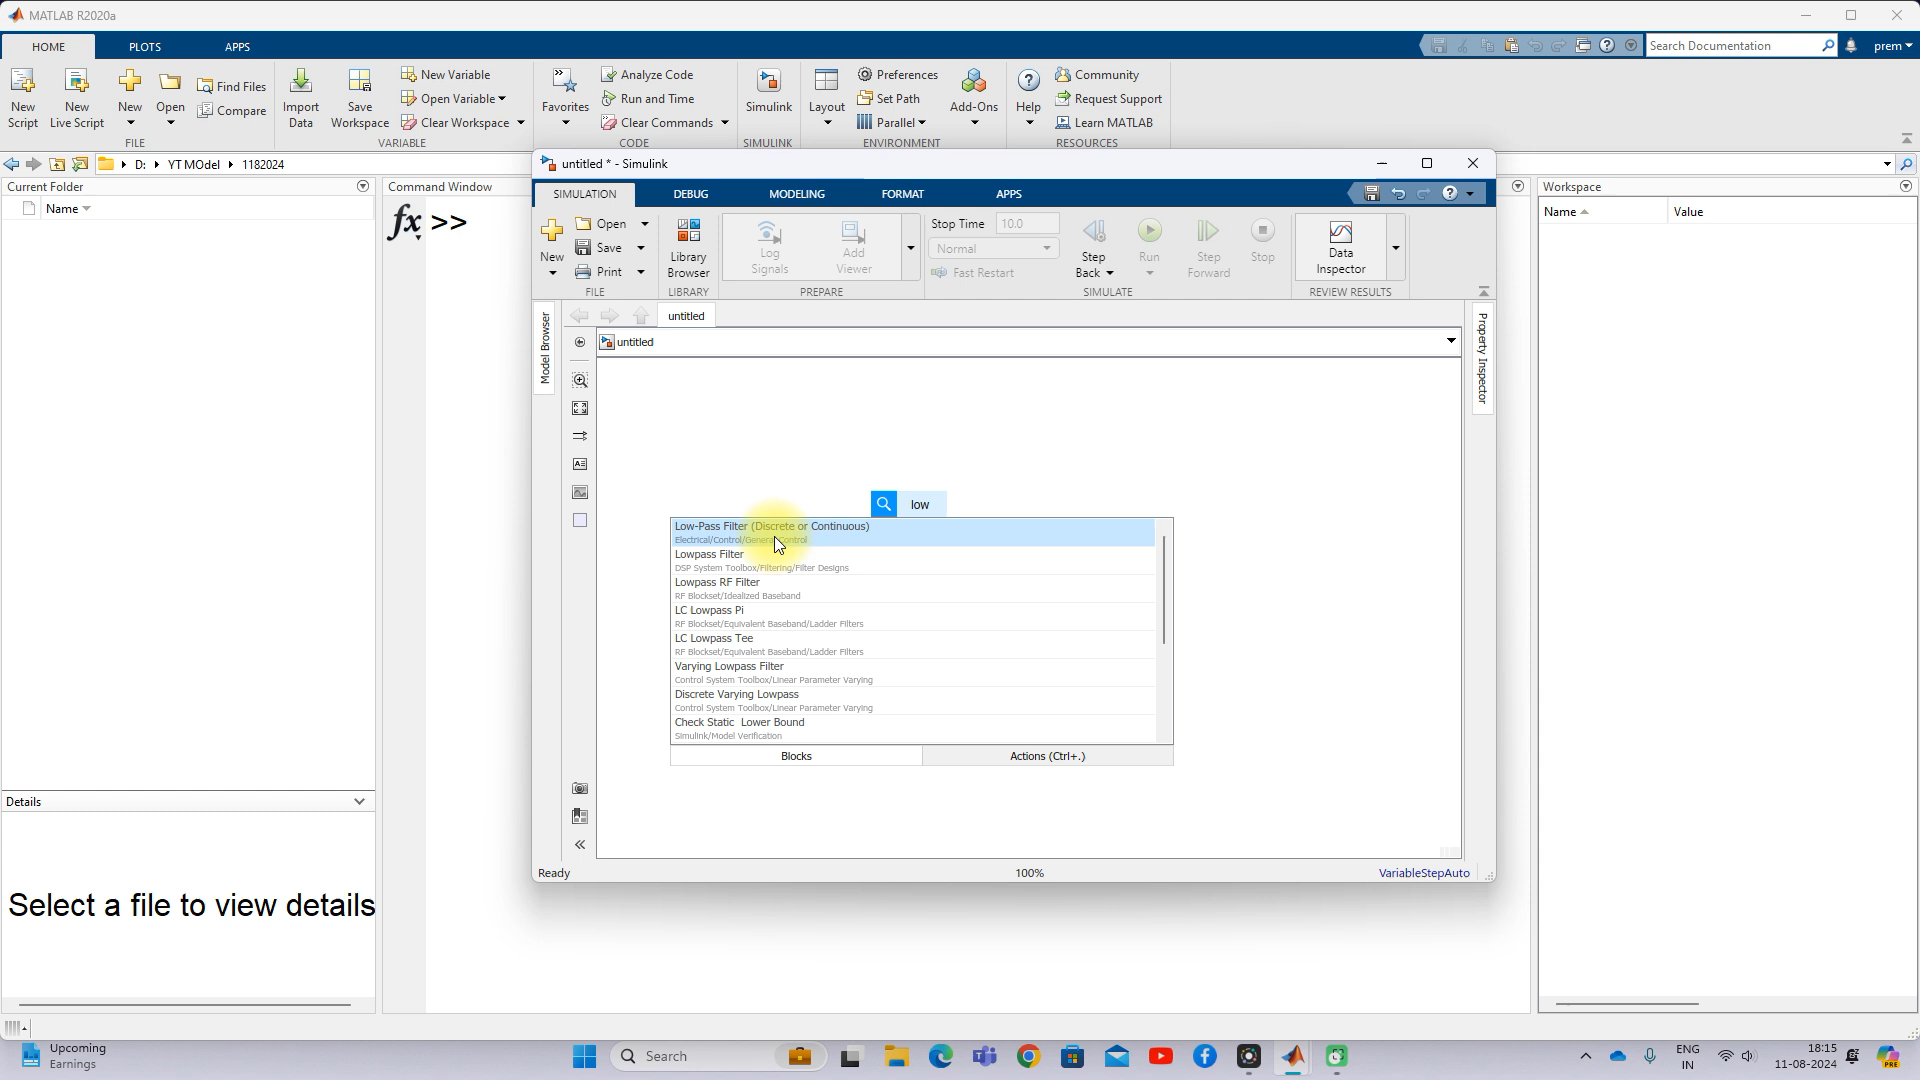 MATLAB R2020a
HOME PLOTS APPS
Search Documentation
prem
New Script
New Live Script
New
Open
Find Files
Compare
FILE
Import Data
Save Workspace
New Variable
Open Variable
Clear Workspace
VARIABLE
Favorites
Analyze Code
Run and Time
Clear Commands
CODE
Simulink
SIMULINK
Layout
Preferences
Set Path
Parallel
Add-Ons
ENVIRONMENT
Help
Community
Request Support
Learn MATLAB
RESOURCES
D: YT MOdel 1182024
Current Folder
Name
Command Window
fx >>
Workspace
Name Value
Details
Select a file to view details
untitled * - Simulink
SIMULATION DEBUG MODELING FORMAT APPS
New
Open
Save
Print
FILE
Library Browser
LIBRARY
Log Signals
Add Viewer
PREPARE
Stop Time 10.0
Normal
Fast Restart
Step Back
Run
Step Forward
Stop
SIMULATE
Data Inspector
REVIEW RESULTS
Model Browser
untitled
untitled
Property Inspector
low
Low-Pass Filter (Discrete or Continuous)
Electrical/Control/General Control
Lowpass Filter
DSP System Toolbox/Filtering/Filter Designs
Lowpass RF Filter
RF Blockset/Idealized Baseband
LC Lowpass Pi
RF Blockset/Equivalent Baseband/Ladder Filters
LC Lowpass Tee
RF Blockset/Equivalent Baseband/Ladder Filters
Varying Lowpass Filter
Control System Toolbox/Linear Parameter Varying
Discrete Varying Lowpass
Control System Toolbox/Linear Parameter Varying
Check Static Lower Bound
Simulink/Model Verification
Blocks
Actions (Ctrl+.)
Ready
100%
VariableStepAuto
Upcoming
Earnings
Search
ENG
IN
18:15
11-08-2024